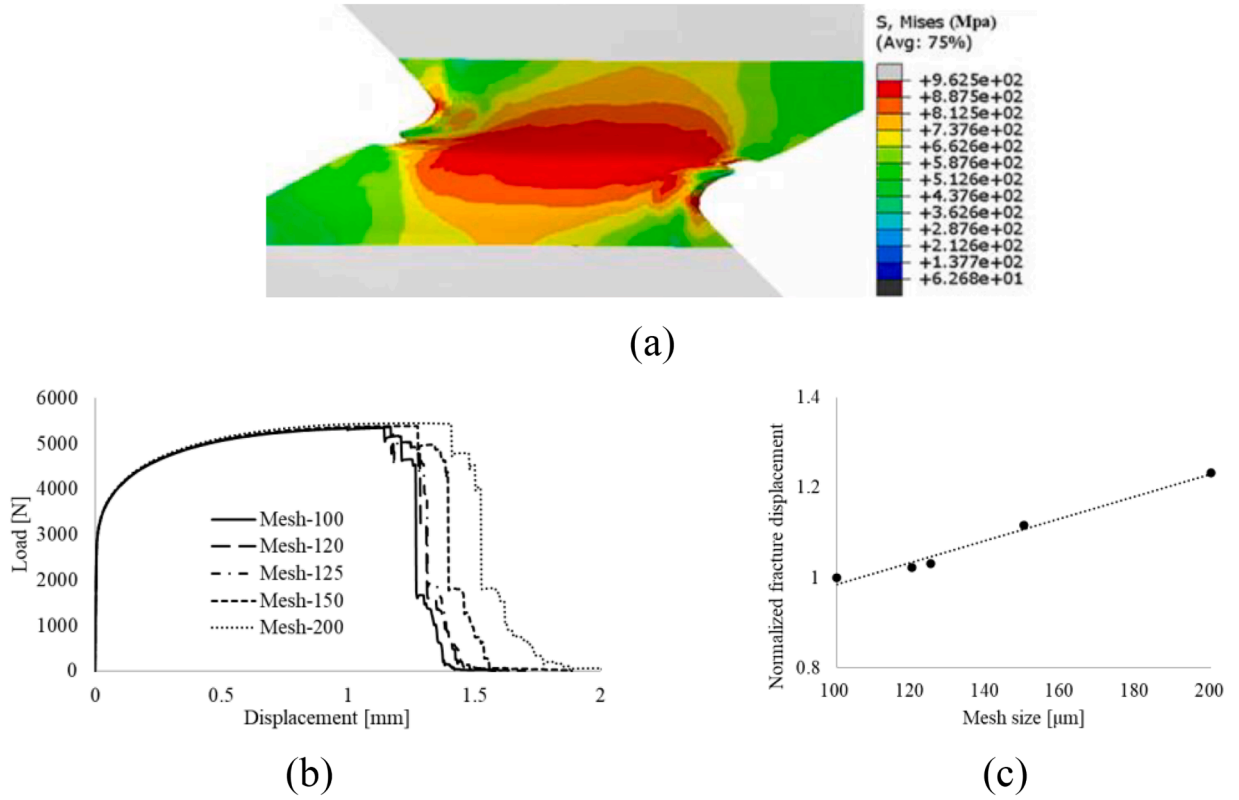 S, Mises (Mpa)
(Avg: 75%)
+9.625e+02
+8.875e+02
+8.125e+02
+7.376e+02
+6.626e+02
+5.876e+02
+5.126e+02
+4.376e+02
+3.626e+02
+2.876e+02
+2.126e+02
+1.377e+02
+6.268e+01
(a)
6000
5000
4000
3000
2000
1000
0
Load [N]
Mesh-100
Mesh-120
Mesh-125
Mesh-150
Mesh-200
0 0.5 1 1.5 2
Displacement [mm]
(b)
1.4
1.2
1
0.8
Normalized fracture displacement
100 120 140 160 180 200
Mesh size [μm]
(c)